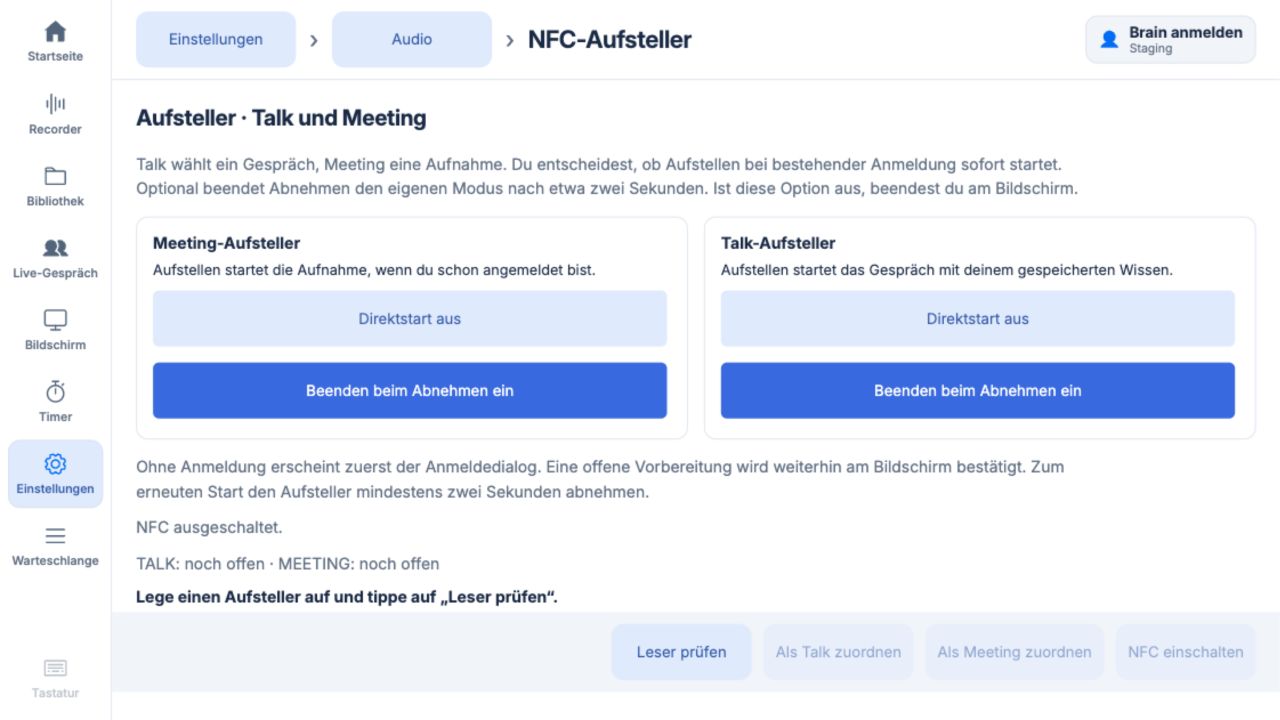 Startseite
Recorder
Bibliothek
Live-Gespräch
Bildschirm
Timer
Einstellungen
Warteschlange
Tastatur
Einstellungen › Audio › NFC-Aufsteller
Brain anmelden
Staging
Aufsteller · Talk und Meeting
Talk wählt ein Gespräch, Meeting eine Aufnahme. Du entscheidest, ob Aufstellen bei bestehender Anmeldung sofort startet.
Optional beendet Abnehmen den eigenen Modus nach etwa zwei Sekunden. Ist diese Option aus, beendest du am Bildschirm.
Meeting-Aufsteller
Aufstellen startet die Aufnahme, wenn du schon angemeldet bist.
Direktstart aus
Beenden beim Abnehmen ein
Talk-Aufsteller
Aufstellen startet das Gespräch mit deinem gespeicherten Wissen.
Direktstart aus
Beenden beim Abnehmen ein
Ohne Anmeldung erscheint zuerst der Anmeldedialog. Eine offene Vorbereitung wird weiterhin am Bildschirm bestätigt. Zum
erneuten Start den Aufsteller mindestens zwei Sekunden abnehmen.
NFC ausgeschaltet.
TALK: noch offen · MEETING: noch offen
Lege einen Aufsteller auf und tippe auf „Leser prüfen“.
Leser prüfen
Als Talk zuordnen
Als Meeting zuordnen
NFC einschalten